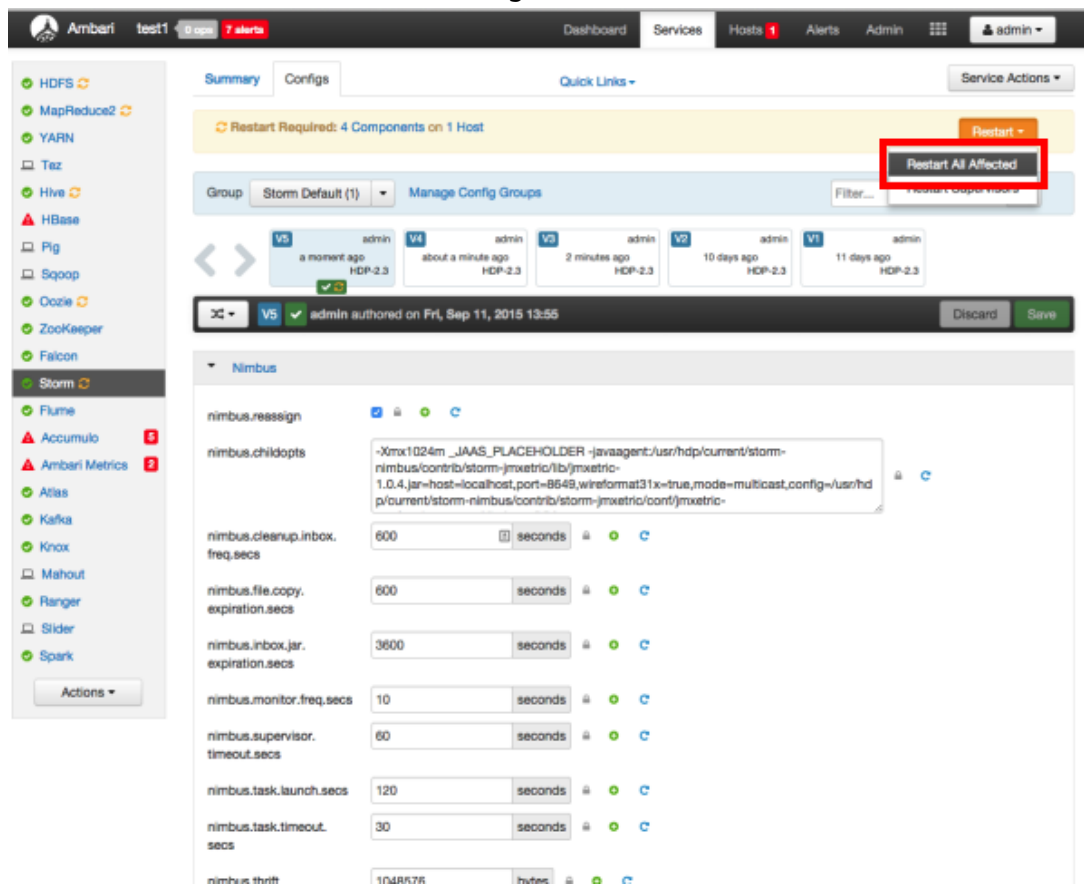 Ambari test1 0 ops 7 alerts Dashboard Services Hosts 1 Alerts Admin admin
HDFS
MapReduce2
YARN
Tez
Hive
HBase
Pig
Sqoop
Oozie
ZooKeeper
Falcon
Storm
Flume
Accumulo 5
Ambari Metrics 2
Atlas
Kafka
Knox
Mahout
Ranger
Slider
Spark
Actions
Summary Configs Quick Links Service Actions
Restart Required: 4 Components on 1 Host Restart
Restart All Affected
Restart Supervisors
Group Storm Default (1) Manage Config Groups Filter...
V5 admin
a moment ago
HDP-2.3
V4 admin
about a minute ago
HDP-2.3
V3 admin
2 minutes ago
HDP-2.3
V2 admin
10 days ago
HDP-2.3
V1 admin
11 days ago
HDP-2.3
V5 admin authored on Fri, Sep 11, 2015 13:55 Discard Save
Nimbus
nimbus.reassign
nimbus.childopts
-Xmx1024m _JAAS_PLACEHOLDER -javaagent:/usr/hdp/current/storm-
nimbus/contrib/storm-jmxetric/lib/jmxetric-
1.0.4.jar=host=localhost,port=8649,wireformat31x=true,mode=multicast,config=/usr/hd
p/current/storm-nimbus/contrib/storm-jmxetric/conf/jmxetric-
nimbus.cleanup.inbox. 600 seconds
freq.secs
nimbus.file.copy. 600 seconds
expiration.secs
nimbus.inbox.jar. 3600 seconds
expiration.secs
nimbus.monitor.freq.secs 10 seconds
nimbus.supervisor. 60 seconds
timeout.secs
nimbus.task.launch.secs 120 seconds
nimbus.task.timeout. 30 seconds
secs
nimbus.thrift 1048576 bytes